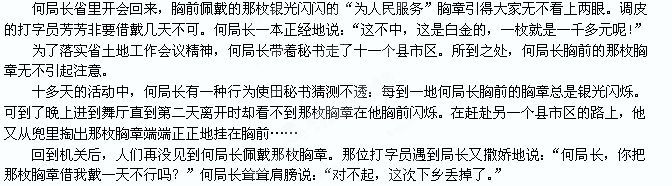 何局长省里开会回来，胸前佩戴的那枚银光闪闪的“为人民服务”胸章引得大家无不看上两眼。调皮
的打字员芳芳非要借戴几天不可。何局长一本正经地说：“这不中，这是白金的，一枚就是一千多元呢！”
为了落实省土地工作会议精神，何局长带着秘书走了十一个县市区。所到之处，何局长胸前的那枚胸
章无不引起注意。
十多天的活动中，何局长有一种行为使田秘书猜测不透：每到一地何局长胸前的胸章总是银光闪烁。
可到了晚上进到舞厅直到第二天离开时却看不到那枚胸章在他胸前闪烁。在赶赴另一个县市区的路上，他
又从兜里掏出那枚胸章端端正正地挂在胸前……
回到机关后，人们再没见到何局长佩戴那枚胸章。那位打字员遇到局长又撒娇地说：“何局长，你把
那枚胸章借我戴一天不行吗？”何局长耸耸肩膀说：“对不起，这次下乡丢掉了。”